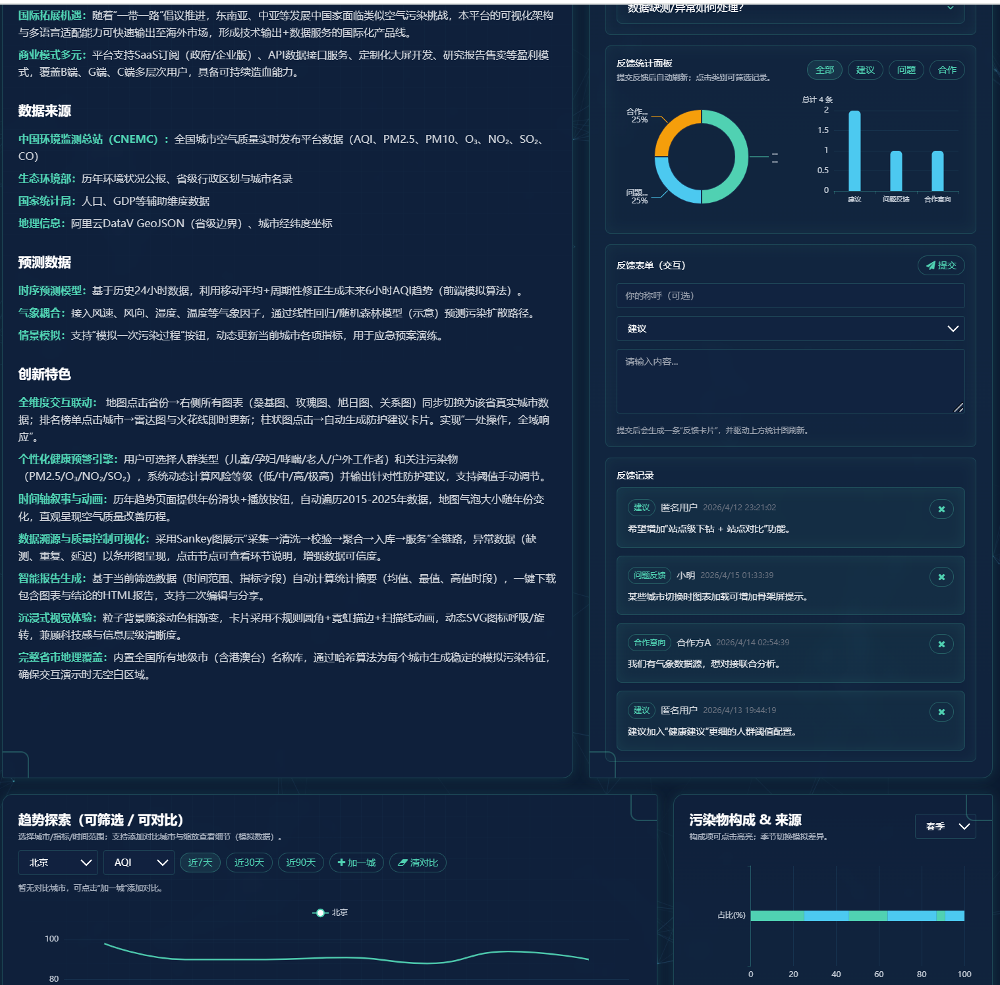 国际拓展机遇：随着“一带一路”倡议推进，东南亚、中亚等发展中国家面临类似空气污染挑战，本平台的可视化架构
与多语言适配能力可快速输出至海外市场，形成技术输出+数据服务的国际化产品线。
商业模式多元：平台支持SaaS订阅（政府/企业版）、API数据接口服务、定制化大屏开发、研究报告售卖等盈利模
式，覆盖B端、G端、C端多层次用户，具备可持续造血能力。
数据来源
中国环境监测总站（CNEMC）：全国城市空气质量实时发布平台数据（AQI、PM2.5、PM10、O₃、NO₂、SO₂、
CO）
生态环境部：历年环境状况公报、省级行政区划与城市名录
国家统计局：人口、GDP等辅助维度数据
地理信息：阿里云DataV GeoJSON（省级边界）、城市经纬度坐标
预测数据
时序预测模型：基于历史24小时数据，利用移动平均+周期性修正生成未来6小时AQI趋势（前端模拟算法）。
气象耦合：接入风速、风向、湿度、温度等气象因子，通过线性回归/随机森林模型（示意）预测污染扩散路径。
情景模拟：支持“模拟一次污染过程”按钮，动态更新当前城市各项指标，用于应急预案演练。
创新特色
全维度交互联动： 地图点击省份→右侧所有图表（桑基图、玫瑰图、旭日图、关系图）同步切换为该省真实城市数
据；排名榜单点击城市→雷达图与火花线即时更新；柱状图点击→自动生成防护建议卡片。实现“一处操作，全域响
应”。
个性化健康预警引擎：用户可选择人群类型（儿童/孕妇/哮喘/老人/户外工作者）和关注污染物
（PM2.5/O₃/NO₂/SO₂），系统动态计算风险等级（低/中/高/极高）并输出针对性防护建议，支持阈值手动调节。
时间轴叙事与动画：历年趋势页面提供年份滑块+播放按钮，自动遍历2015-2025年数据，地图气泡大小随年份变
化，直观呈现空气质量改善历程。
数据溯源与质量控制可视化：采用Sankey图展示“采集→清洗→校验→聚合→入库→服务”全链路，异常数据（缺
测、重复、延迟）以条形图呈现，点击节点可查看环节说明，增强数据可信度。
智能报告生成：基于当前筛选数据（时间范围、指标字段）自动计算统计摘要（均值、最值、高值时段），一键下载
包含图表与结论的HTML报告，支持二次编辑与分享。
沉浸式视觉体验：粒子背景随滚动色相渐变，卡片采用不规则圆角+霓虹描边+扫描线动画，动态SVG图标呼吸/旋
转，兼顾科技感与信息层级清晰度。
完整省市地理覆盖：内置全国所有地级市（含港澳台）名称库，通过哈希算法为每个城市生成稳定的模拟污染特征，
确保交互演示时无空白区域。
数据缺测/异常如何处理？
反馈统计面板
提交反馈后自动刷新；点击类别可筛选记录。
全部 建议 问题 合作
合作...
25%
问题...
25%
...
...
总计 4 条
2
1.5
1
0.5
0
建议 问题反馈 合作意向
反馈表单（交互）
提交
你的称呼（可选）
建议
请输入内容...
提交后会生成一条“反馈卡片”，并驱动上方统计图刷新。
反馈记录
建议 匿名用户 2026/4/12 23:21:02
希望增加“站点级下钻 + 站点对比”功能。
问题反馈 小明 2026/4/15 01:33:39
某些城市切换时图表加载可增加骨架屏提示。
合作意向 合作方A 2026/4/14 02:54:39
我们有气象数据源，想对接联合分析。
建议 匿名用户 2026/4/13 19:44:19
建议加入“健康建议”更细的人群阈值配置。
趋势探索（可筛选 / 可对比）
选择城市/指标/时间范围；支持添加对比城市与缩放查看细节（模拟数据）。
北京 AQI 近7天 近30天 近90天 加一城 清对比
暂无对比城市，可点击“加一城”添加对比。
北京
100
80
污染物构成 & 来源
构成项可点击高亮；季节切换模拟差异。
春季
占比(%)
0 20 40 60 80 100